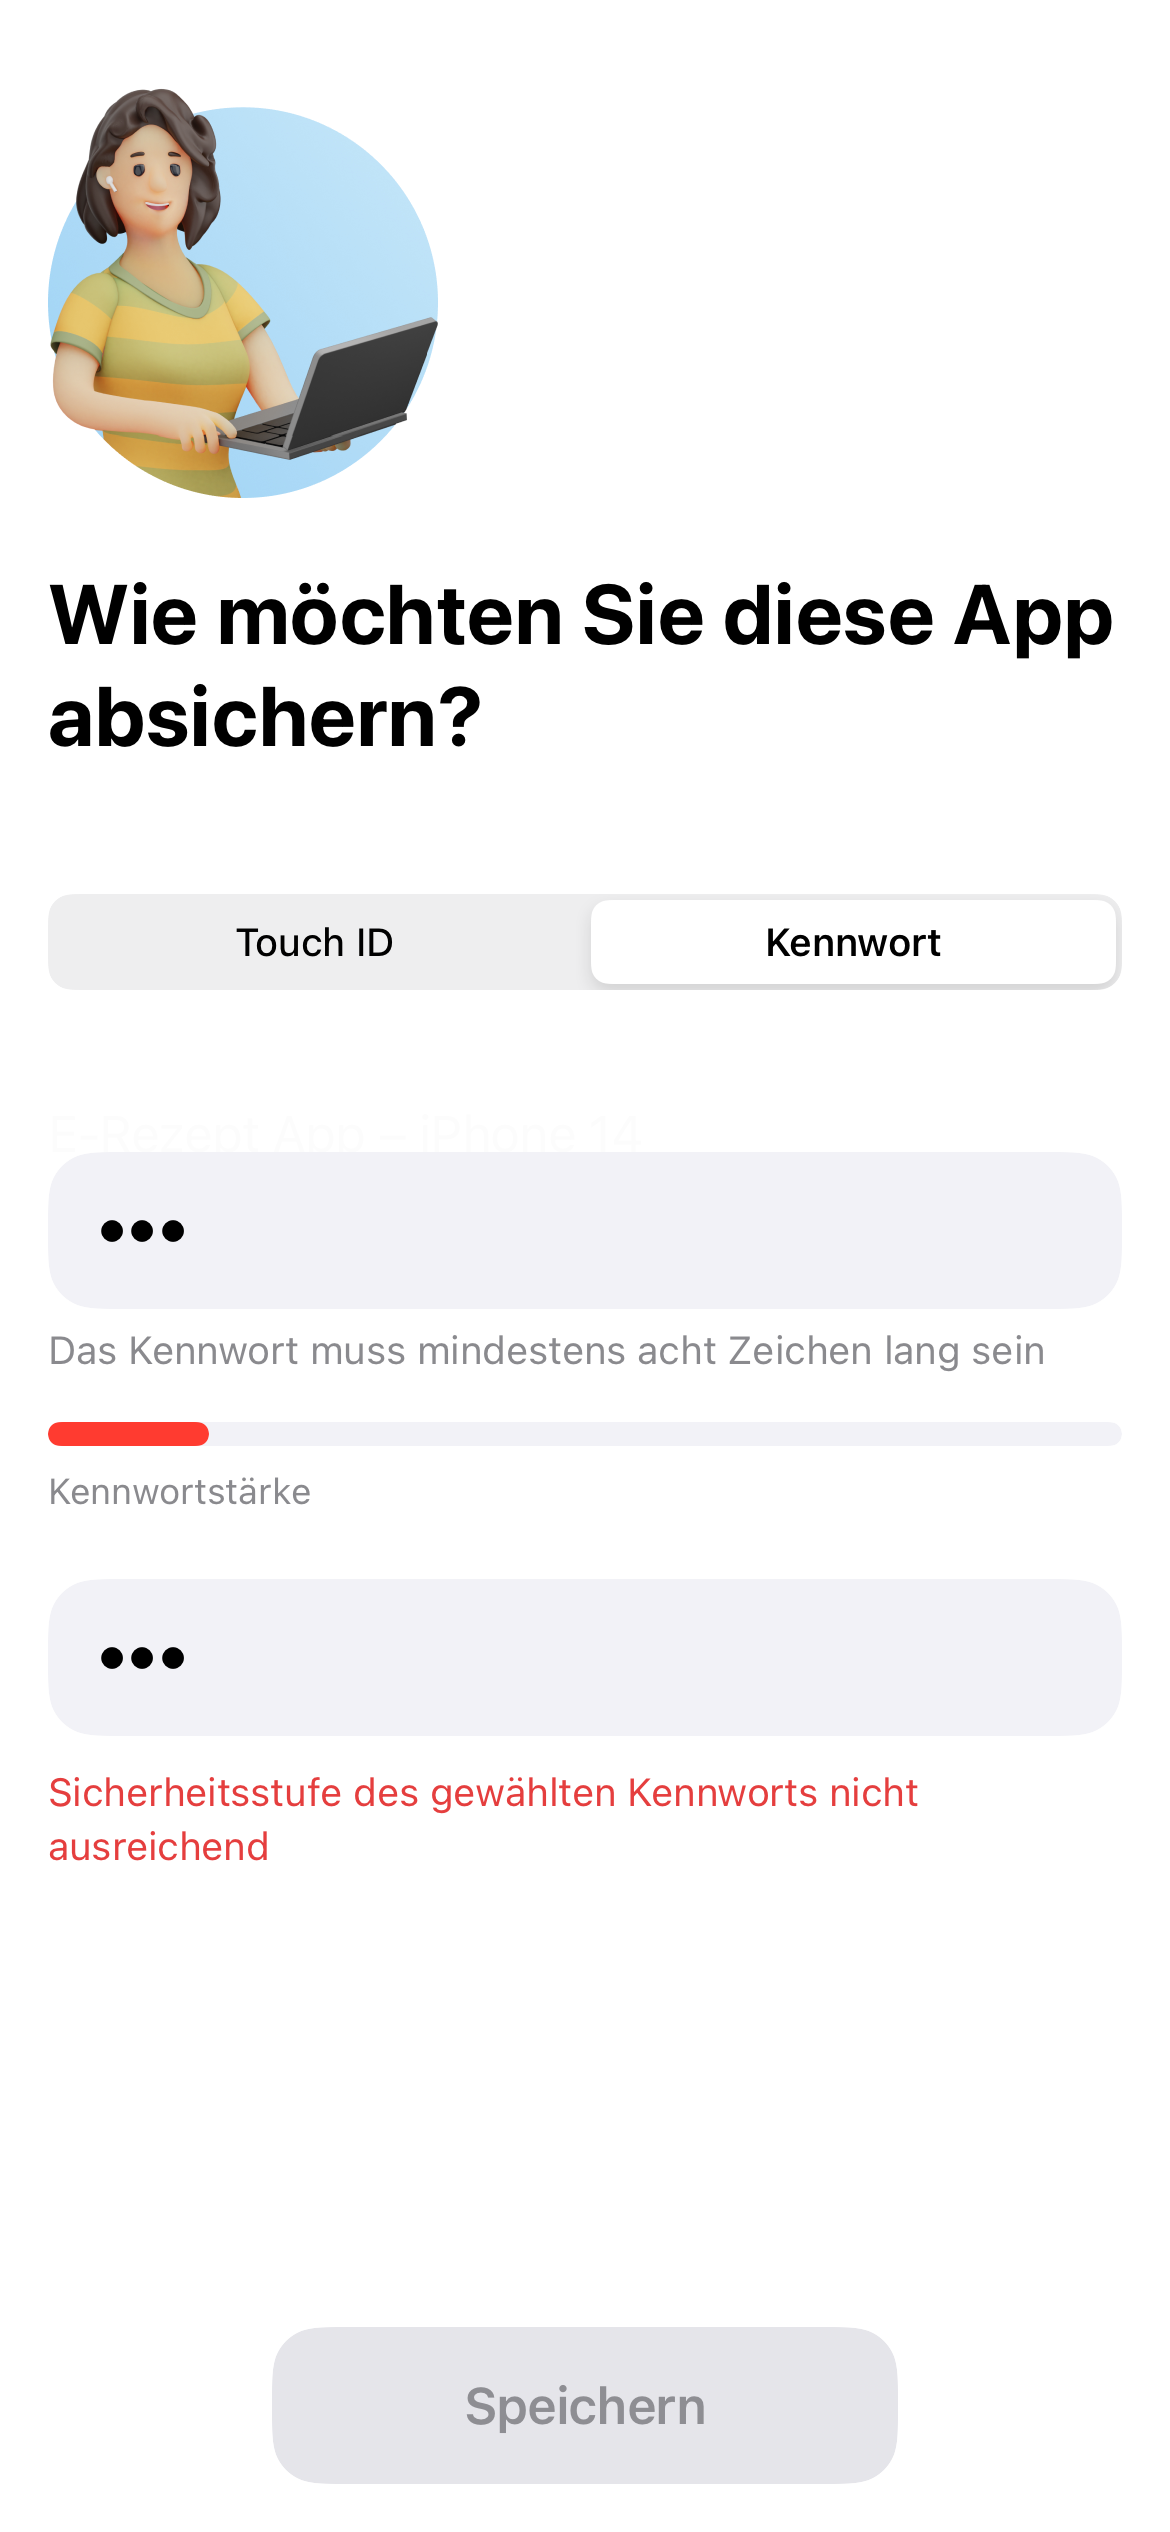 Wie möchten Sie diese App
absichern?
Touch ID
Kennwort
E-Rezept App – iPhone 14
•••
Das Kennwort muss mindestens acht Zeichen lang sein
Kennwortstärke
•••
Sicherheitsstufe des gewählten Kennworts nicht
ausreichend
Speichern